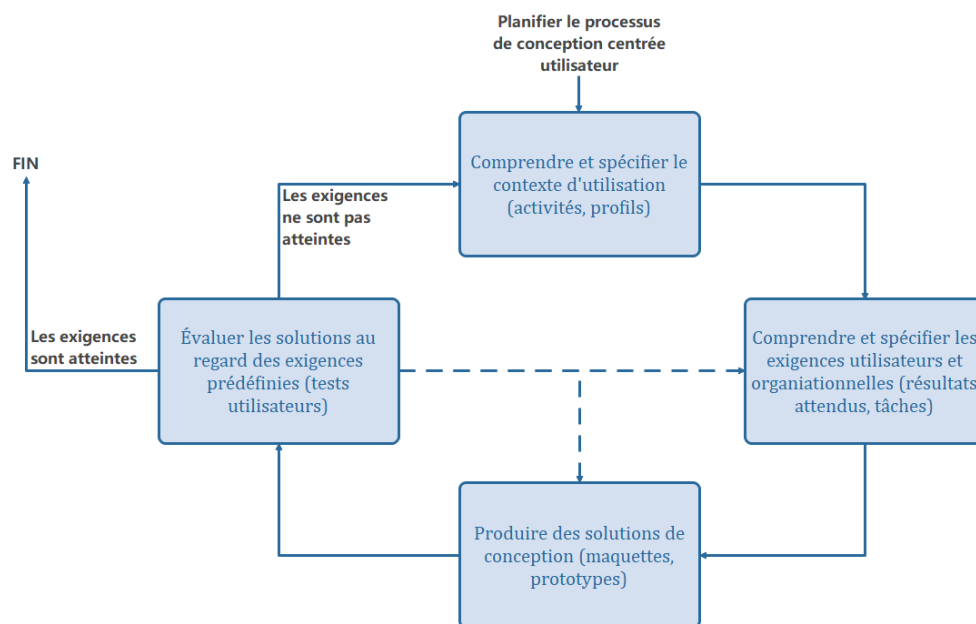 Planifier le processus
de conception centrée
utilisateur
Comprendre et spécifier le
contexte d'utilisation
(activités, profils)
FIN
Les exigences
ne sont pas
atteintes
Les exigences
sont atteintes
Évaluer les solutions au
regard des exigences
prédéfinies (tests
utilisateurs)
Comprendre et spécifier les
exigences utilisateurs et
organiationnelles (résultats
attendus, tâches)
Produire des solutions de
conception (maquettes,
prototypes)